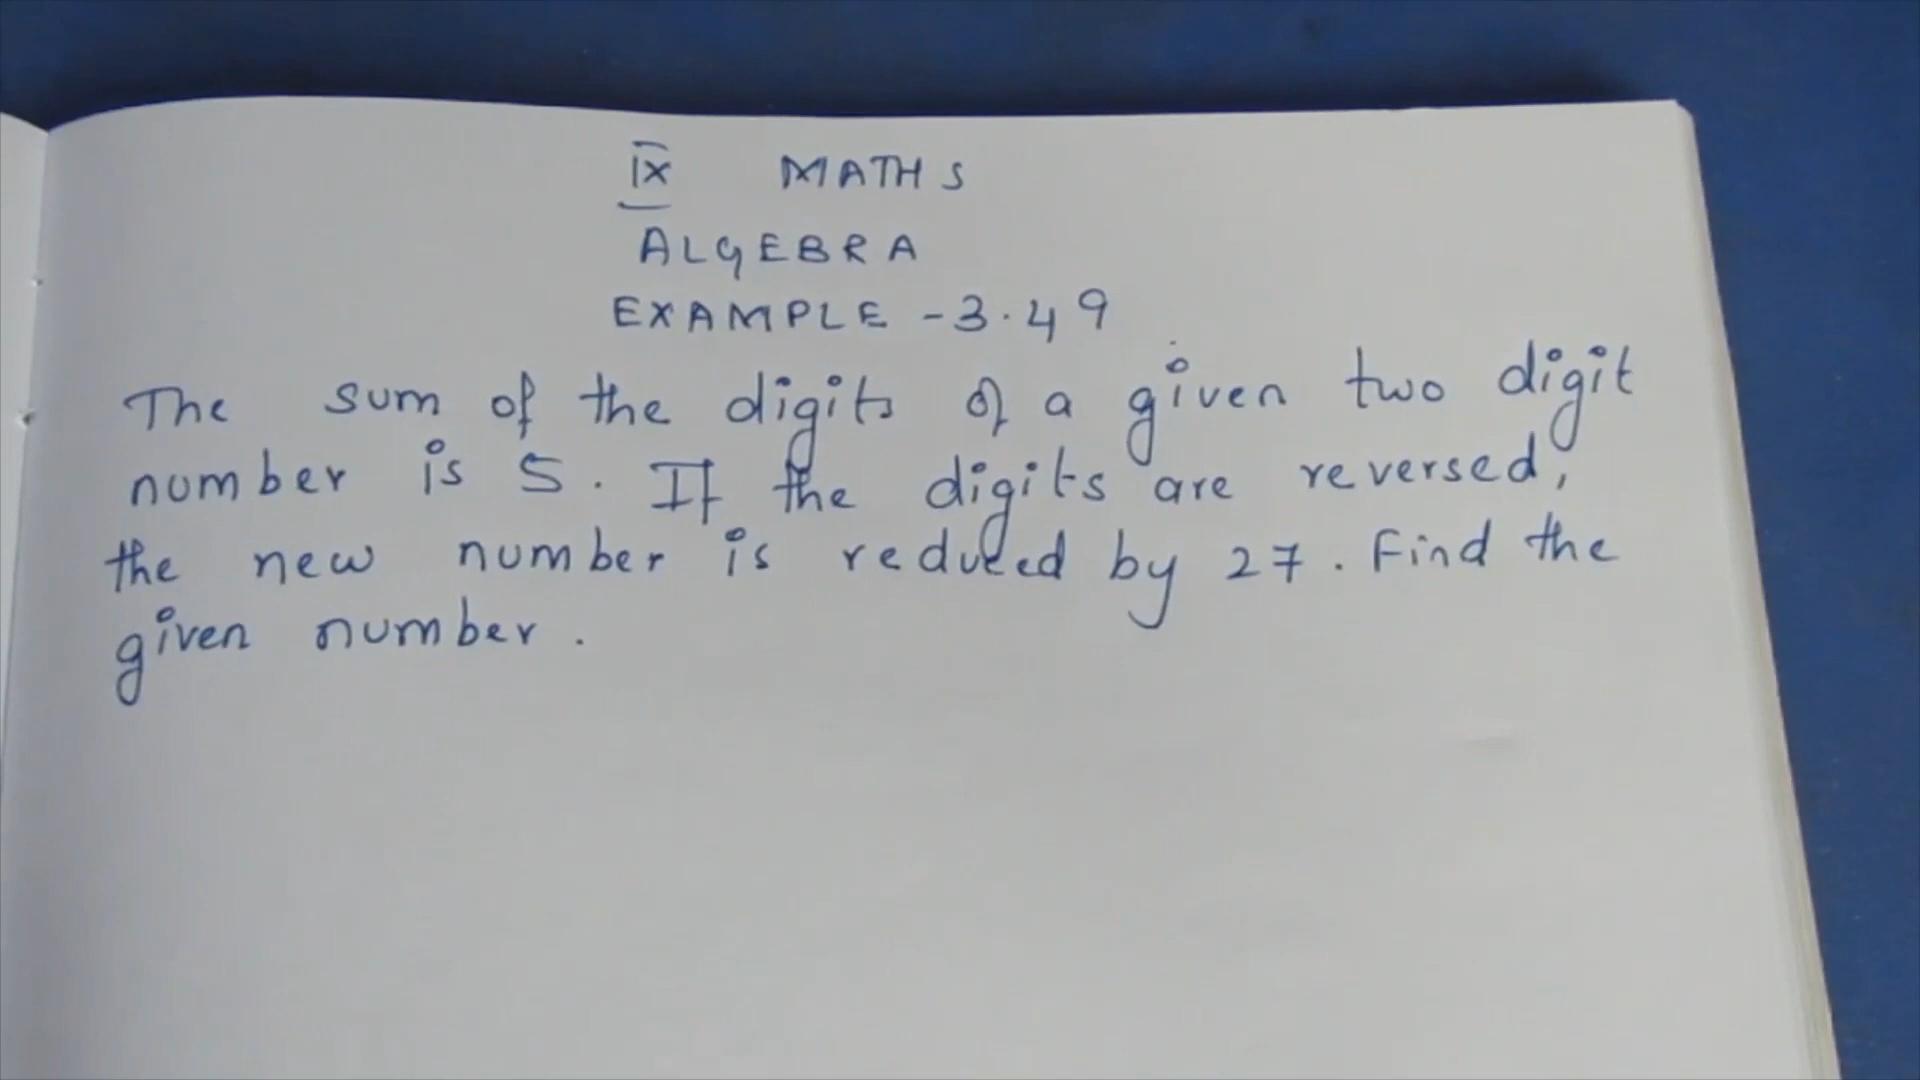 IX MATHS
ALGEBRA
EXAMPLE - 3.49
The sum of the digits of a given two digit
number is 5. If the digits are reversed,
the new number is reduced by 27. Find the
given number.